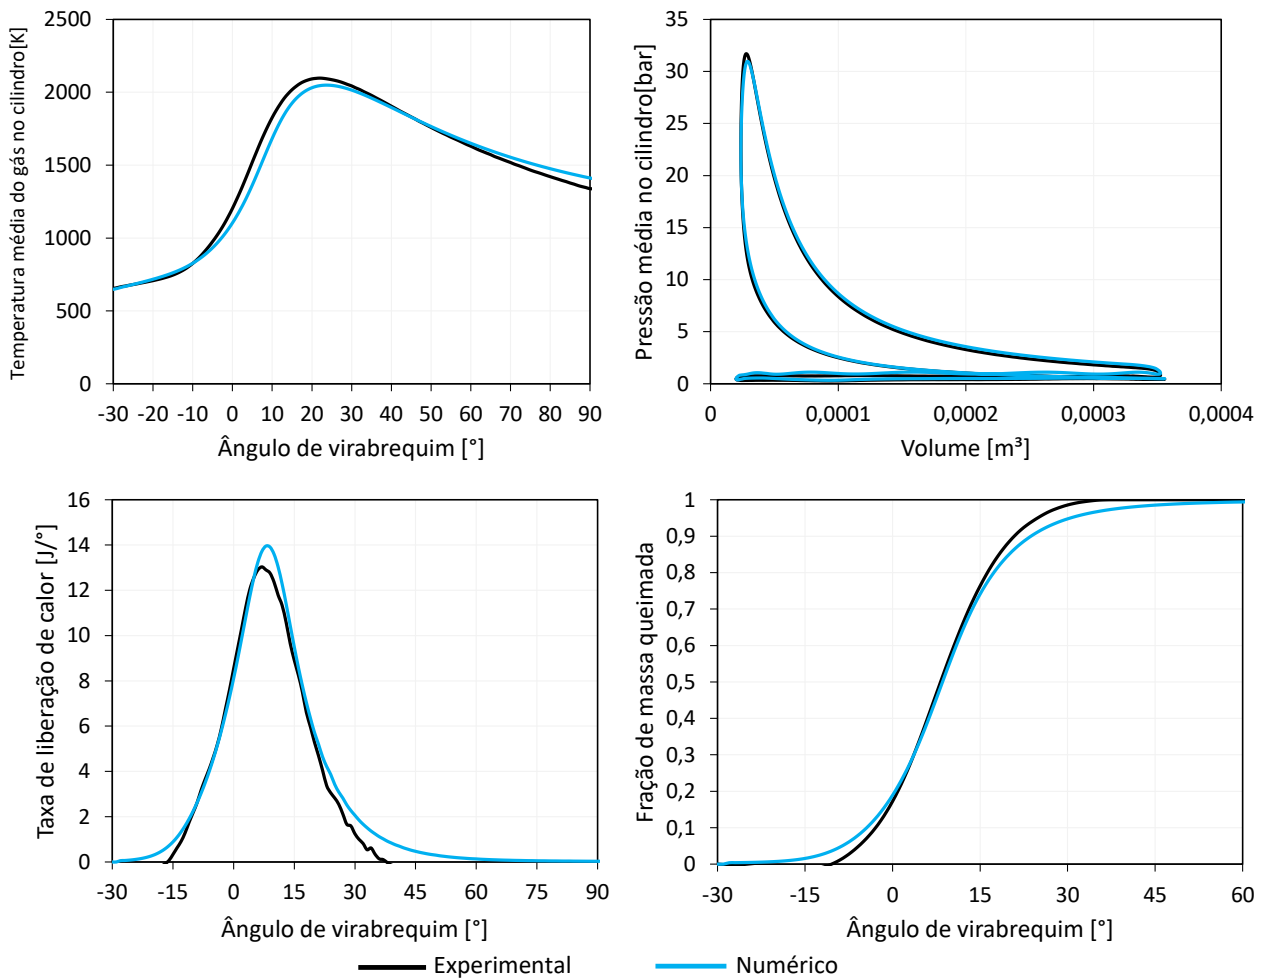 Temperatura média do gás no cilindro[K]
2500
2000
1500
1000
500
0
-30 -20 -10 0 10 20 30 40 50 60 70 80 90
Ângulo de virabrequim [°]
Pressão média no cilindro[bar]
35
30
25
20
15
10
5
0
0 0,0001 0,0002 0,0003 0,0004
Volume [m³]
Taxa de liberação de calor [J/°]
16
14
12
10
8
6
4
2
0
-30 -15 0 15 30 45 60 75 90
Ângulo de virabrequim [°]
Fração de massa queimada
1
0,9
0,8
0,7
0,6
0,5
0,4
0,3
0,2
0,1
0
-30 -15 0 15 30 45 60
Ângulo de virabrequim [°]
Experimental Numérico